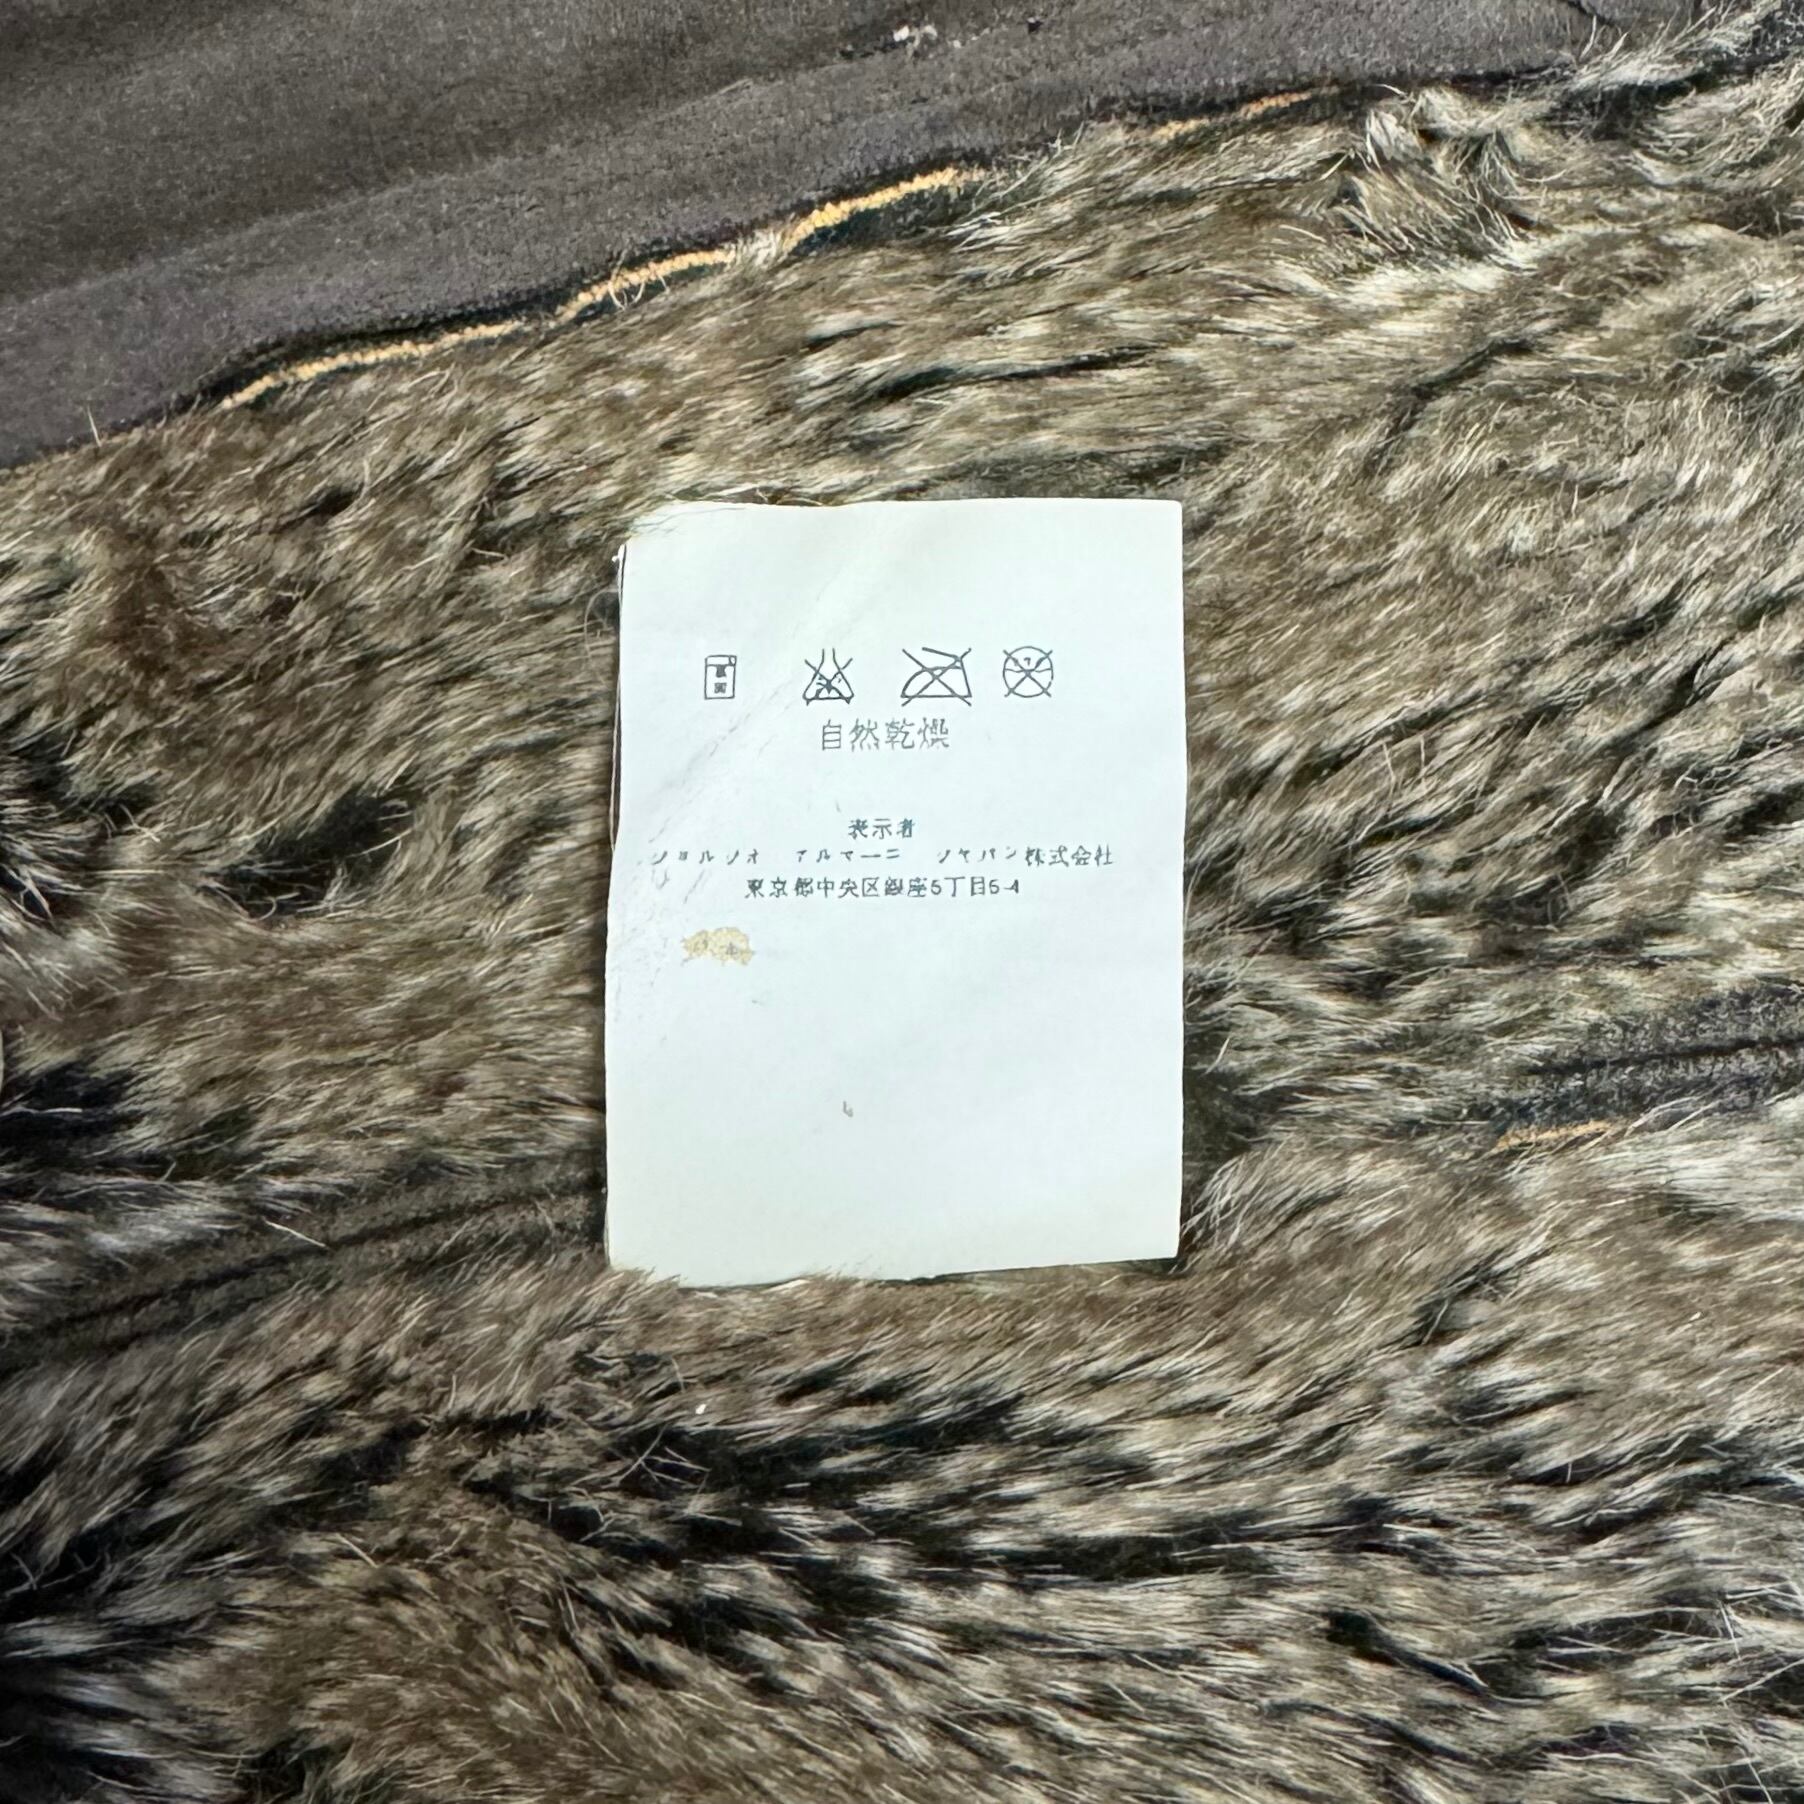 自然乾燥
表示者
ジョルジオ アルマーニ ジャパン株式会社
東京都中央区銀座5丁目5-4